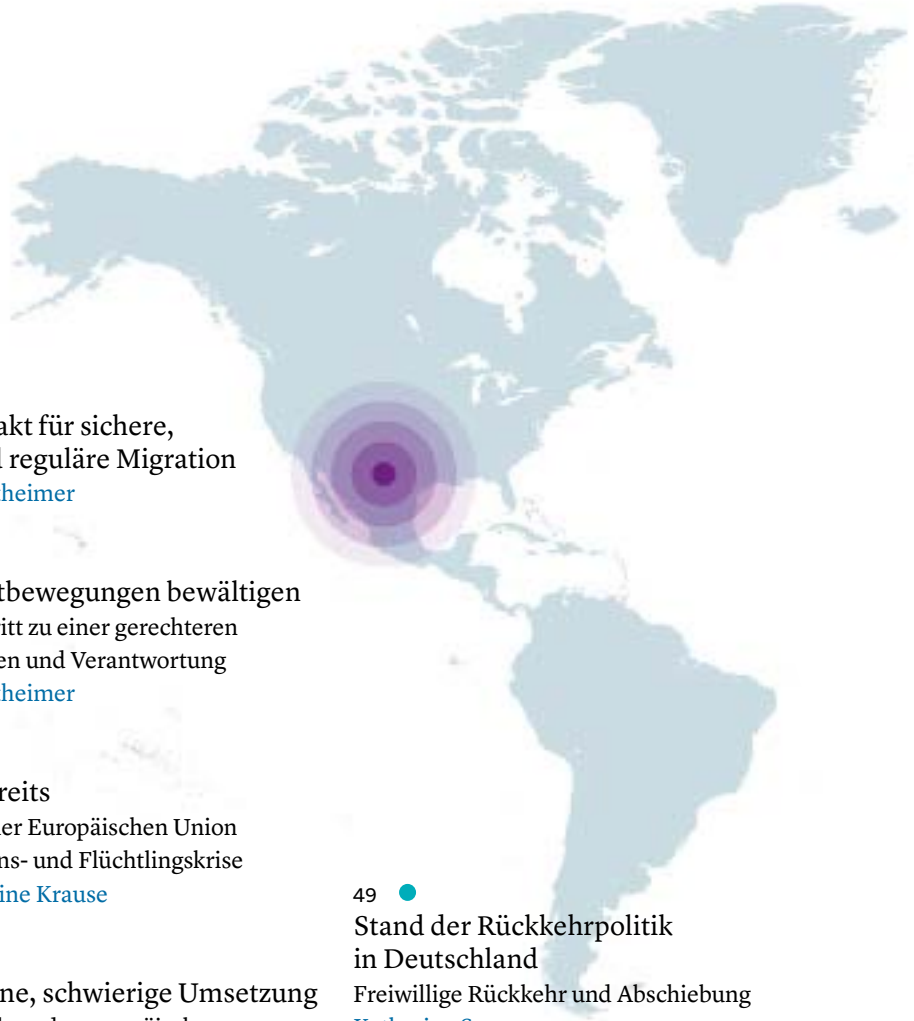 akt für sichere,
reguläre Migration
heimer
tbewegungen bewältigen
ritt zu einer gerechteren
en und Verantwortung
heimer
reits
er Europäischen Union
ns- und Flüchtlingskrise
ine Krause
ne, schwierige Umsetzung
49
Stand der Rückkehrpolitik
in Deutschland
Freiwillige Rückkehr und Abschiebung